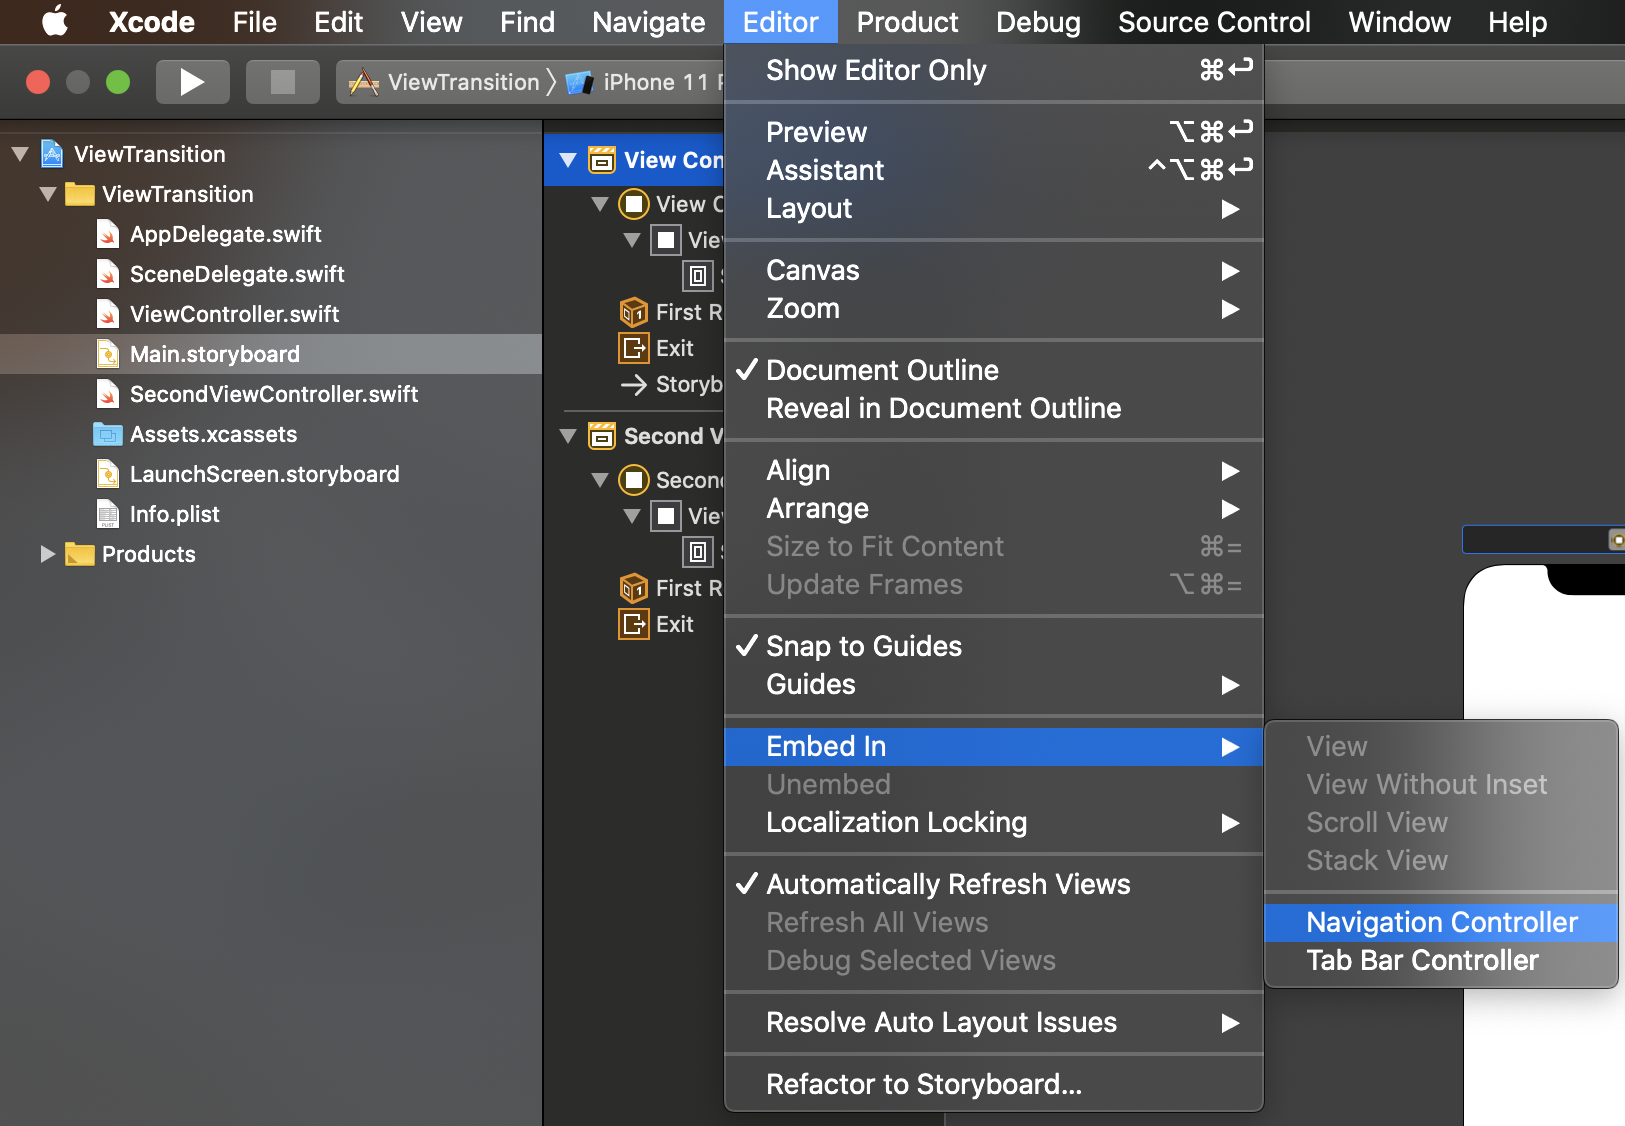 Xcode File Edit View Find Navigate Editor Product Debug Source Control Window Help
ViewTransition iPhone 11
ViewTransition
ViewTransition
AppDelegate.swift
SceneDelegate.swift
ViewController.swift
Main.storyboard
SecondViewController.swift
Assets.xcassets
LaunchScreen.storyboard
Info.plist
Products
View Con
View C
Vie
First R
Exit
Storyb
Second V
Secon
Vie
First R
Exit
Show Editor Only ⌘↩
Preview ⌥⌘↩
Assistant ^⌥⌘↩
Layout
Canvas
Zoom
✓ Document Outline
Reveal in Document Outline
Align
Arrange
Size to Fit Content ⌘=
Update Frames ⌥⌘=
✓ Snap to Guides
Guides
Embed In
Unembed
Localization Locking
✓ Automatically Refresh Views
Refresh All Views
Debug Selected Views
Resolve Auto Layout Issues
Refactor to Storyboard...
View
View Without Inset
Scroll View
Stack View
Navigation Controller
Tab Bar Controller